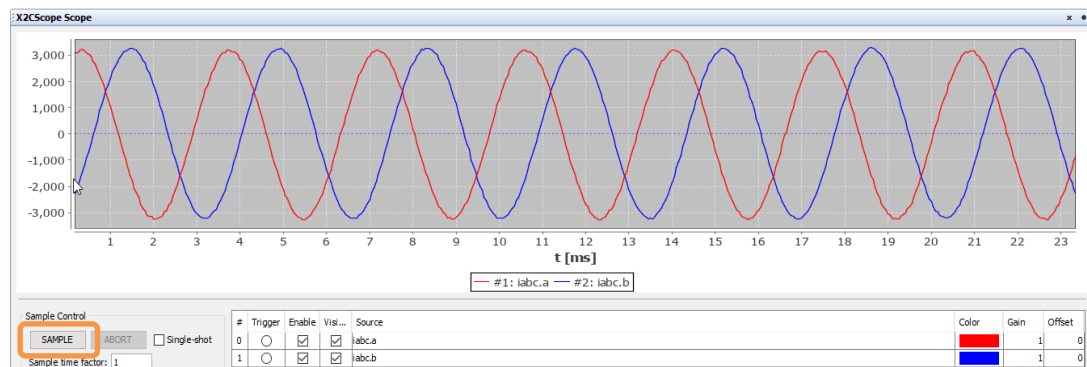 X2CScope Scope
3,000
2,000
1,000
0
-1,000
-2,000
-3,000
1 2 3 4 5 6 7 8 9 10 11 12 13 14 15 16 17 18 19 20 21 22 23
t [ms]
#1: iabc.a #2: iabc.b
Sample Control
SAMPLE ABORT Single-shot
Sample time factor: 1
# Trigger Enable Visi... Source Color Gain Offset
0 iabc.a 1 0
1 iabc.b 1 0